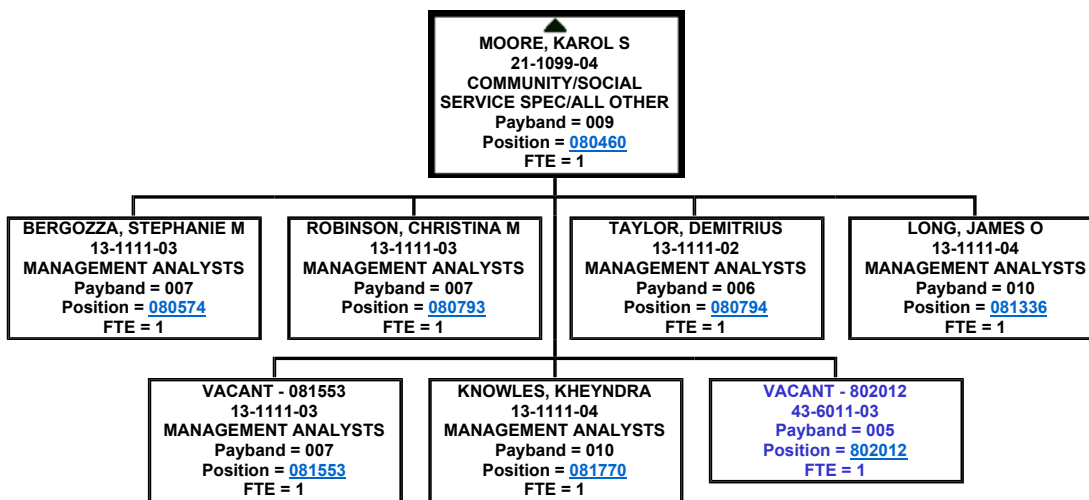 MOORE, KAROL S
21-1099-04
COMMUNITY/SOCIAL
SERVICE SPEC/ALL OTHER
Payband = 009
Position = 080460
FTE = 1
BERGOZZA, STEPHANIE M
13-1111-03
MANAGEMENT ANALYSTS
Payband = 007
Position = 080574
FTE = 1
ROBINSON, CHRISTINA M
13-1111-03
MANAGEMENT ANALYSTS
Payband = 007
Position = 080793
FTE = 1
TAYLOR, DEMITRIUS
13-1111-02
MANAGEMENT ANALYSTS
Payband = 006
Position = 080794
FTE = 1
LONG, JAMES O
13-1111-04
MANAGEMENT ANALYSTS
Payband = 010
Position = 081336
FTE = 1
VACANT - 081553
13-1111-03
MANAGEMENT ANALYSTS
Payband = 007
Position = 081553
FTE = 1
KNOWLES, KHEYNDRA
13-1111-04
MANAGEMENT ANALYSTS
Payband = 010
Position = 081770
FTE = 1
VACANT - 802012
43-6011-03
Payband = 005
Position = 802012
FTE = 1